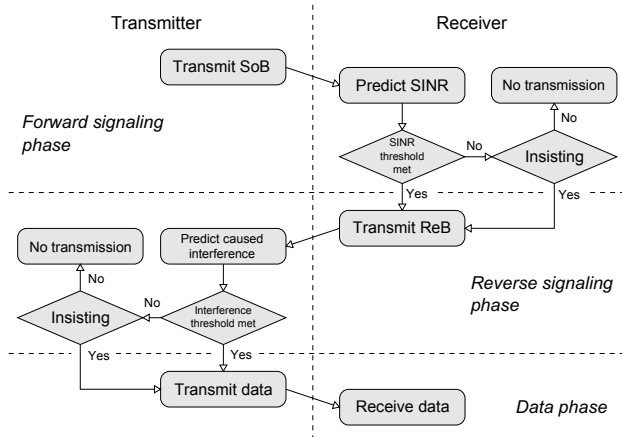 Transmitter
Receiver
Transmit SoB
Predict SINR
No transmission
Forward signaling
phase
No
SINR
threshold
met
No
Insisting
Yes
Yes
Transmit ReB
No transmission
Predict caused
interference
Reverse signaling
phase
No
Insisting
No
Interference
threshold met
Yes
Yes
Transmit data
Receive data
Data phase